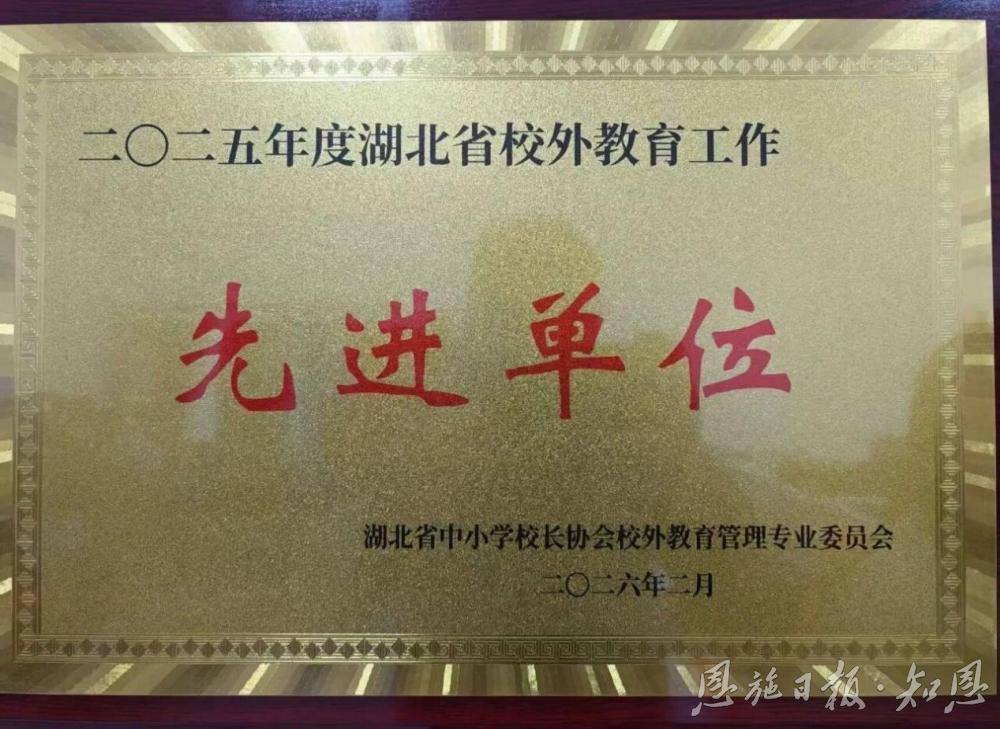 二〇二五年度湖北省校外教育工作
先进单位
湖北省中小学校长协会校外教育管理专业委员会
二〇二六年二月
恩施日报·知恩